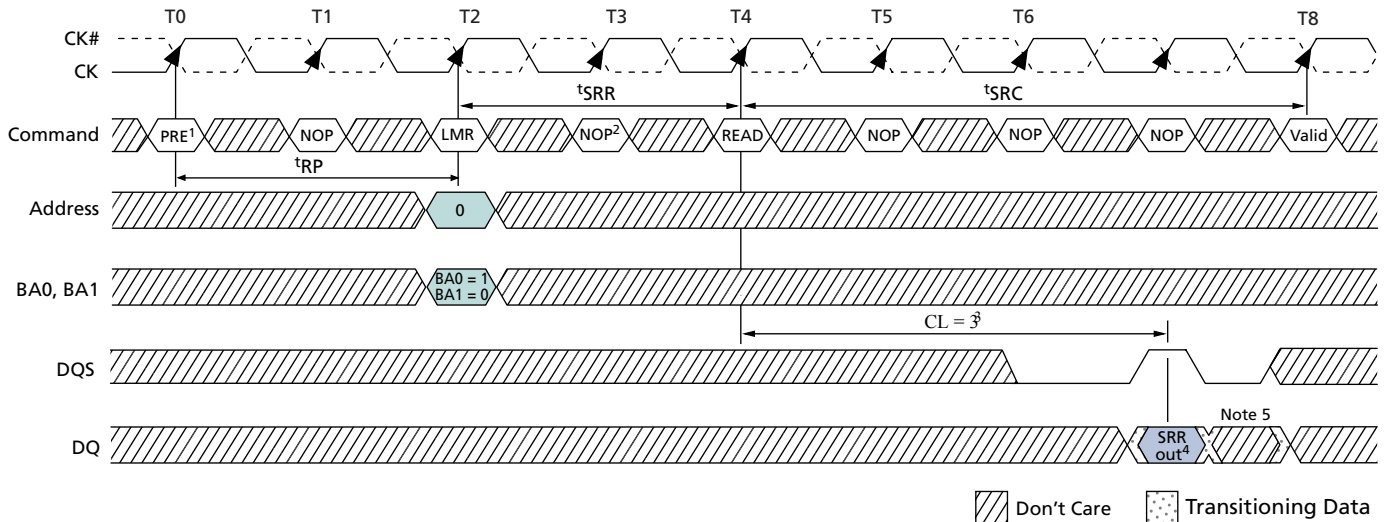 T0 T1 T2 T3 T4 T5 T6 T8
CK#
CK
tSRR tSRC
Command PRE1 NOP LMR NOP2 READ NOP NOP NOP Valid
tRP
Address 0
BA0, BA1 BA0 = 1
BA1 = 0
CL = 3
DQS
Note 5
DQ SRR
out4
Don't Care Transitioning Data